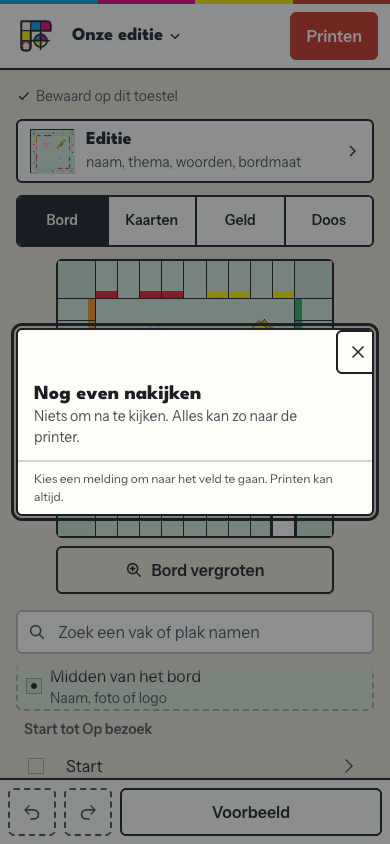 Onze editie
Printen
Bewaard op dit toestel
Editie
naam, thema, woorden, bordmaat
Bord
Kaarten
Geld
Doos
Nog even nakijken
Niets om na te kijken. Alles kan zo naar de
printer.
Kies een melding om naar het veld te gaan. Printen kan
altijd.
Bord vergroten
Zoek een vak of plak namen
Midden van het bord
Naam, foto of logo
Start tot Op bezoek
Start
Voorbeeld